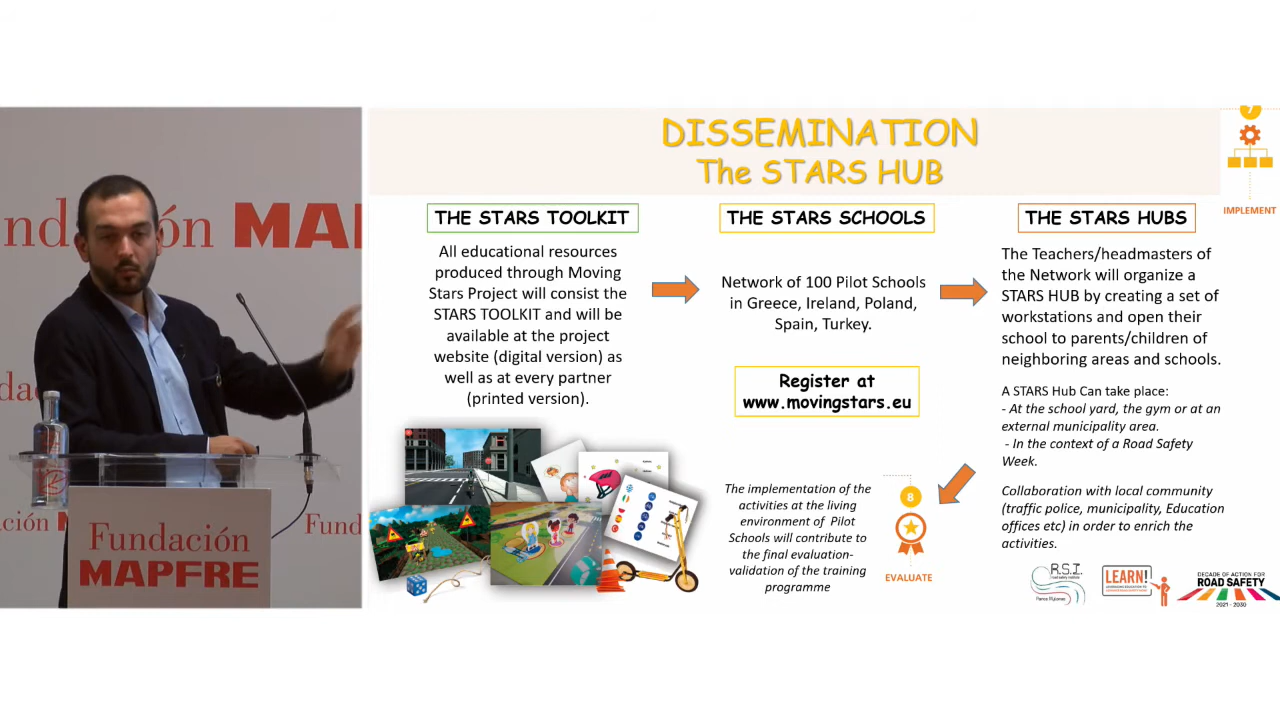 Fundación MAPFRE
Fundación
MAPFRE
DISSEMINATION
The STARS HUB
7
IMPLEMENT
THE STARS TOOLKIT
All educational resources
produced through Moving
Stars Project will consist the
STARS TOOLKIT and will be
available at the project
website (digital version) as
well as at every partner
(printed version).
THE STARS SCHOOLS
Network of 100 Pilot Schools
in Greece, Ireland, Poland,
Spain, Turkey.
Register at
www.movingstars.eu
The implementation of the
activities at the living
environment of Pilot
Schools will contribute to
the final evaluation-
validation of the training
programme
8
EVALUATE
THE STARS HUBS
The Teachers/headmasters of
the Network will organize a
STARS HUB by creating a set of
workstations and open their
school to parents/children of
neighboring areas and schools.
A STARS Hub Can take place:
- At the school yard, the gym or at an
external municipality area.
- In the context of a Road Safety
Week.
Collaboration with local community
(traffic police, municipality, Education
offices etc) in order to enrich the
activities.
R.S.I.
Panos Mylonas
LEARN!
DECADE OF ACTION FOR
ROAD SAFETY
2021 - 2030